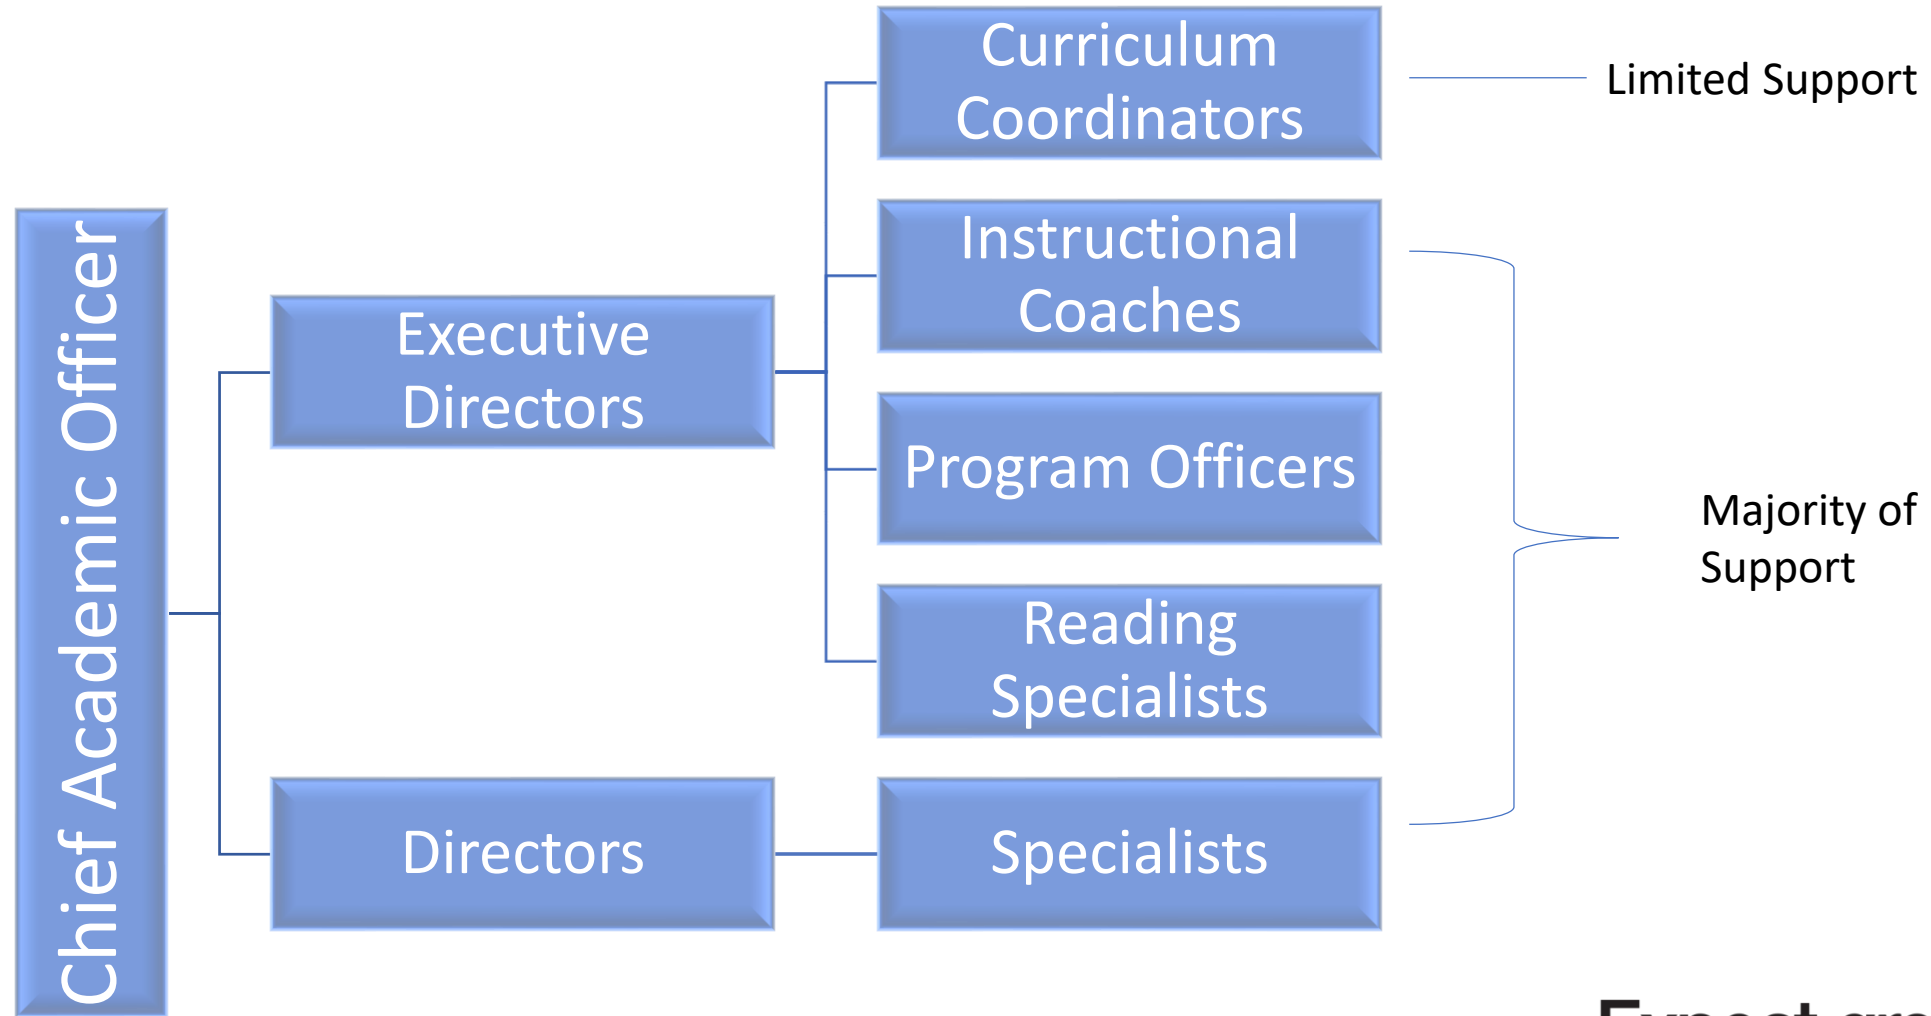 Chief Academic Officer
Executive
Directors
Directors
Curriculum
Coordinators
Instructional
Coaches
Program Officers
Reading
Specialists
Specialists
Limited Support
Majority of
Support